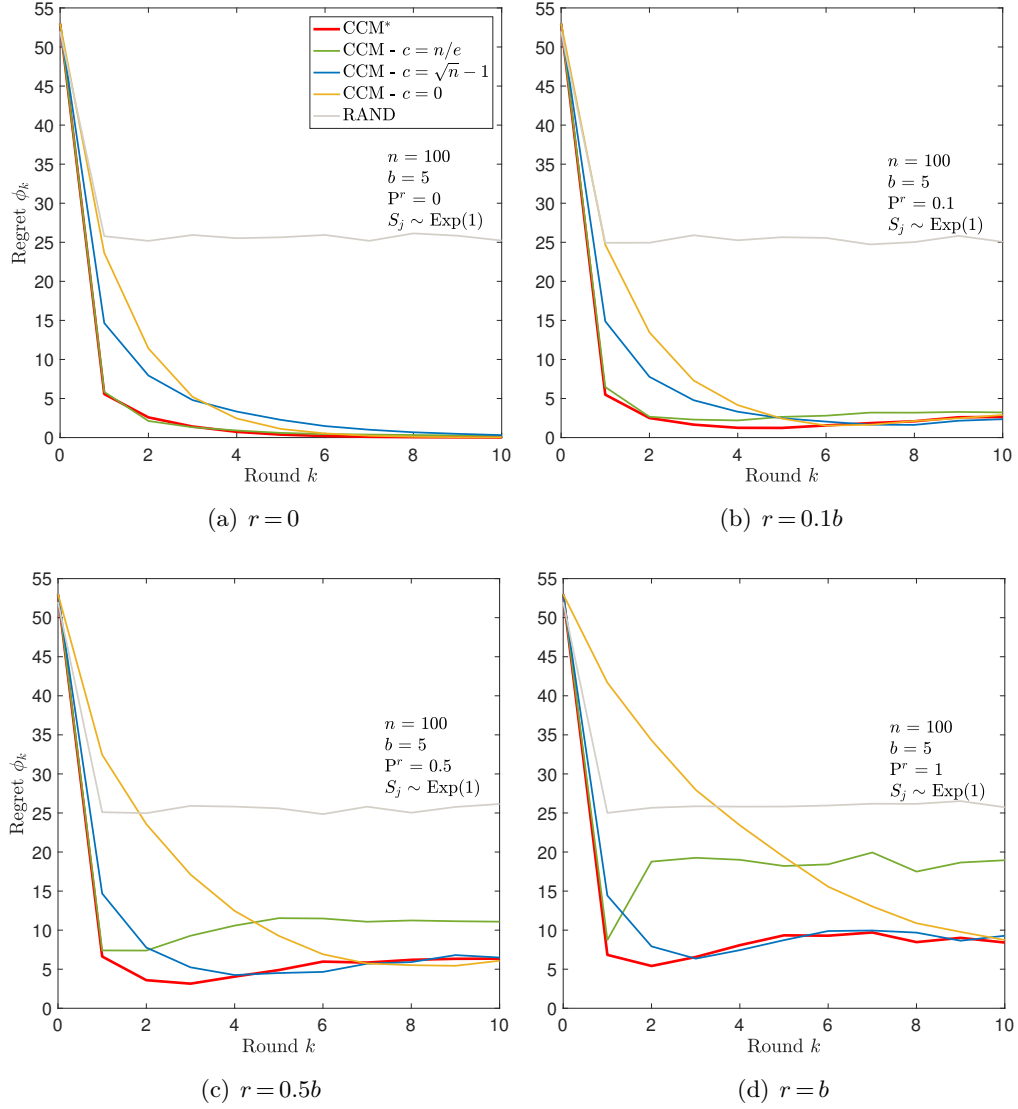 55
50
45
40
35
30
25
20
15
10
5
0
Regret ϕ_k
CCM*
CCM - c = n/e
CCM - c = √n − 1
CCM - c = 0
RAND
n = 100
b = 5
P^r = 0
S_j ∼ Exp(1)
0 2 4 6 8 10
Round k
(a) r = 0
55
50
45
40
35
30
25
20
15
10
5
0
n = 100
b = 5
P^r = 0.1
S_j ∼ Exp(1)
0 2 4 6 8 10
Round k
(b) r = 0.1b
55
50
45
40
35
30
25
20
15
10
5
0
Regret ϕ_k
n = 100
b = 5
P^r = 0.5
S_j ∼ Exp(1)
0 2 4 6 8 10
Round k
(c) r = 0.5b
55
50
45
40
35
30
25
20
15
10
5
0
n = 100
b = 5
P^r = 1
S_j ∼ Exp(1)
0 2 4 6 8 10
Round k
(d) r = b